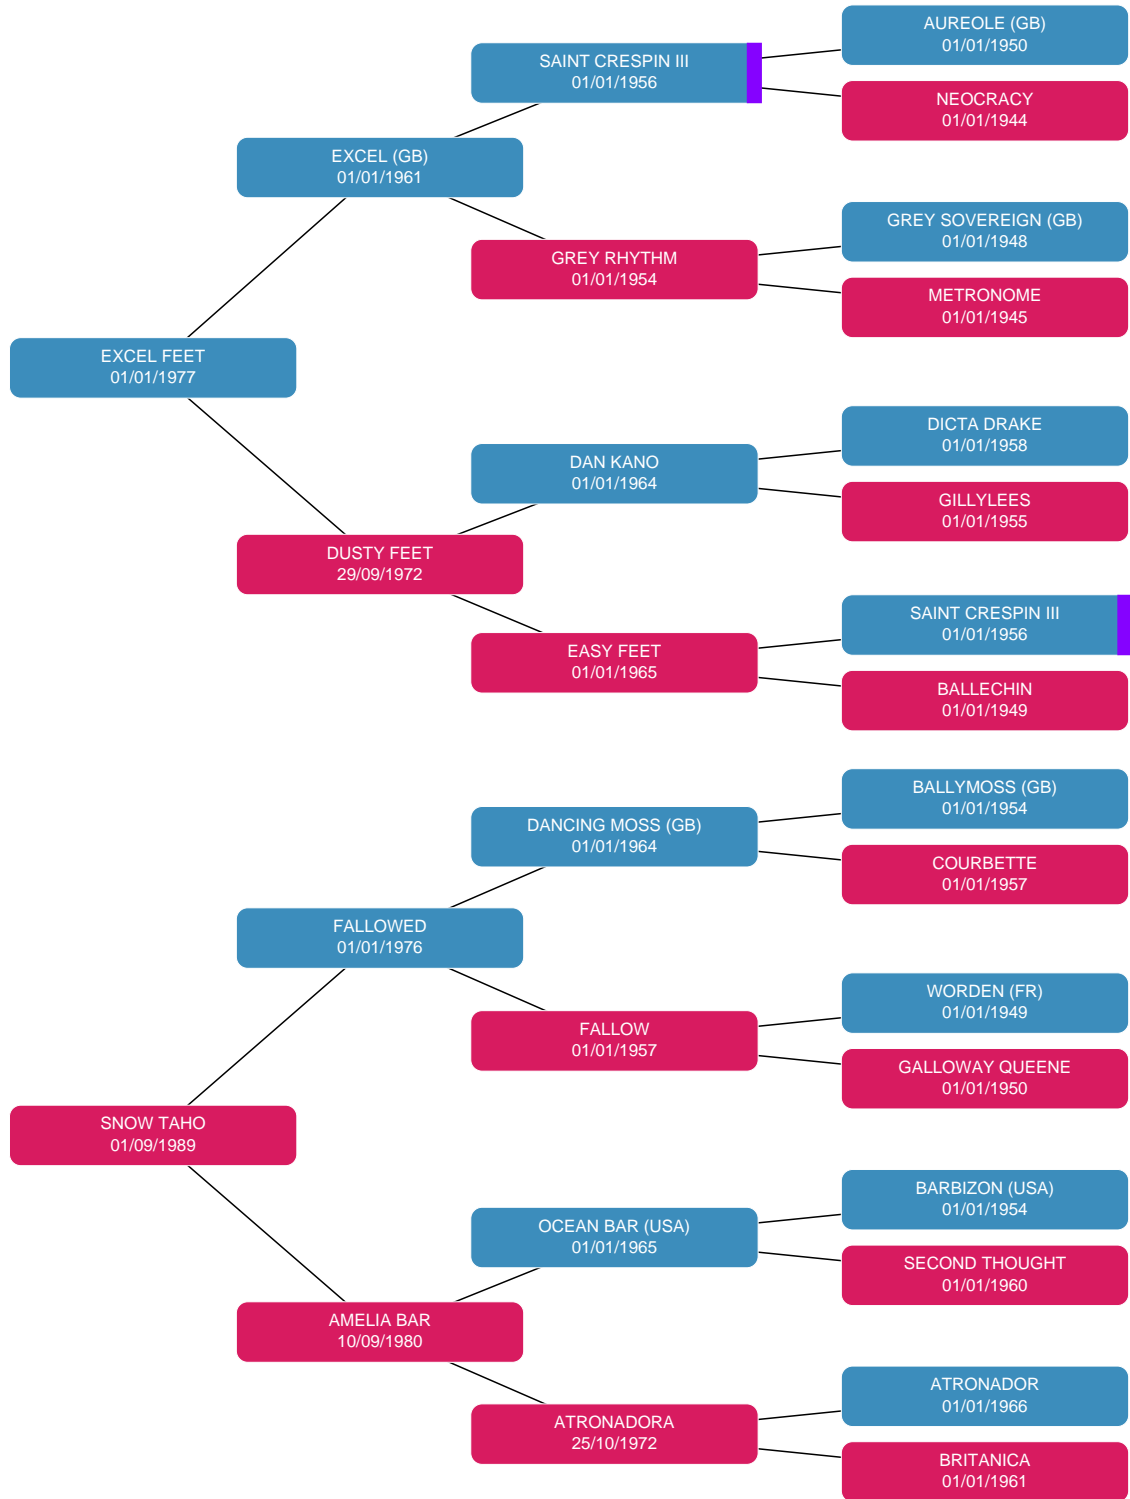 AUREOLE (GB)
01/01/1950
SAINT CRESPIN III
01/01/1956
NEOCRACY
01/01/1944
EXCEL (GB)
01/01/1961
GREY SOVEREIGN (GB)
01/01/1948
GREY RHYTHM
01/01/1954
METRONOME
01/01/1945
EXCEL FEET
01/01/1977
DICTA DRAKE
01/01/1958
DAN KANO
01/01/1964
GILLYLEES
01/01/1955
DUSTY FEET
29/09/1972
SAINT CRESPIN III
01/01/1956
EASY FEET
01/01/1965
BALLECHIN
01/01/1949
BALLYMOSS (GB)
01/01/1954
DANCING MOSS (GB)
01/01/1964
COURBETTE
01/01/1957
FALLOWED
01/01/1976
WORDEN (FR)
01/01/1949
FALLOW
01/01/1957
GALLOWAY QUEENE
01/01/1950
SNOW TAHO
01/09/1989
BARBIZON (USA)
01/01/1954
OCEAN BAR (USA)
01/01/1965
SECOND THOUGHT
01/01/1960
AMELIA BAR
10/09/1980
ATRONADOR
01/01/1966
ATRONADORA
25/10/1972
BRITANICA
01/01/1961